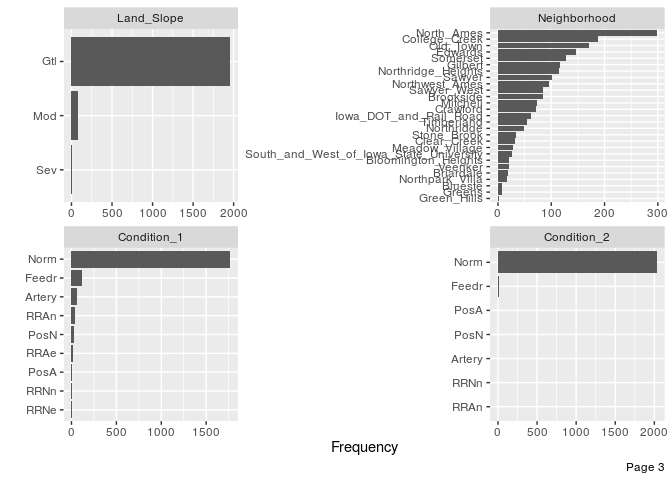 Land_Slope
Gtl
Mod
Sev
0 500 1000 1500 2000
Neighborhood
North_Ames
College_Creek
Old_Town
Edwards
Somerset
Gilbert
Northridge_Heights
Sawyer
Northwest_Ames
Sawyer_West
Brookside
Mitchell
Crawford
Iowa_DOT_and_Rail_Road
Timberland
Northridge
Stone_Brook
Clear_Creek
Meadow_Village
South_and_West_of_Iowa_State_University
Bloomington_Heights
Veenker
Briardale
Northpark_Villa
Blueste
Greens
Green_Hills
0 100 200 300
Condition_1
Norm
Feedr
Artery
RRAn
PosN
RRAe
PosA
RRNn
RRNe
0 500 1000 1500
Condition_2
Norm
Feedr
PosA
PosN
Artery
RRNn
RRAn
0 500 1000 1500 2000
Frequency
Page 3